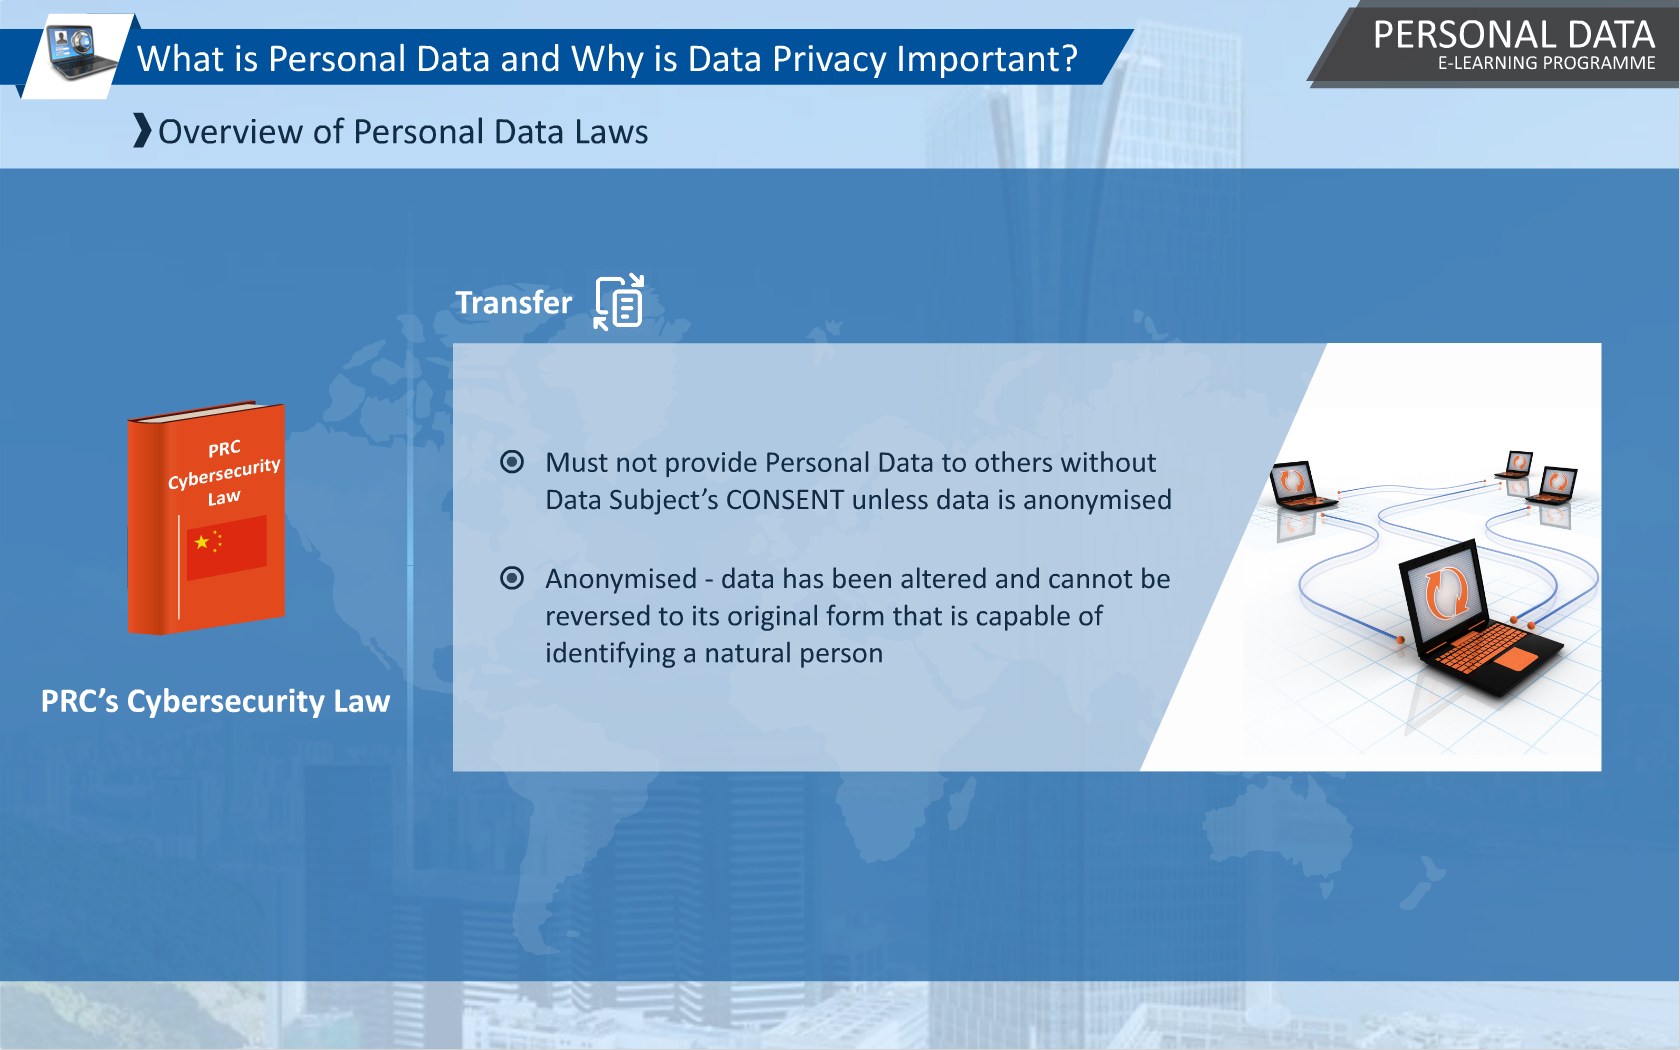 What is Personal Data and Why is Data Privacy Important?
PERSONAL DATA
E-LEARNING PROGRAMME
Overview of Personal Data Laws
Transfer
PRC
Cybersecurity
Law
PRC’s Cybersecurity Law
Must not provide Personal Data to others without
Data Subject’s CONSENT unless data is anonymised
Anonymised - data has been altered and cannot be
reversed to its original form that is capable of
identifying a natural person